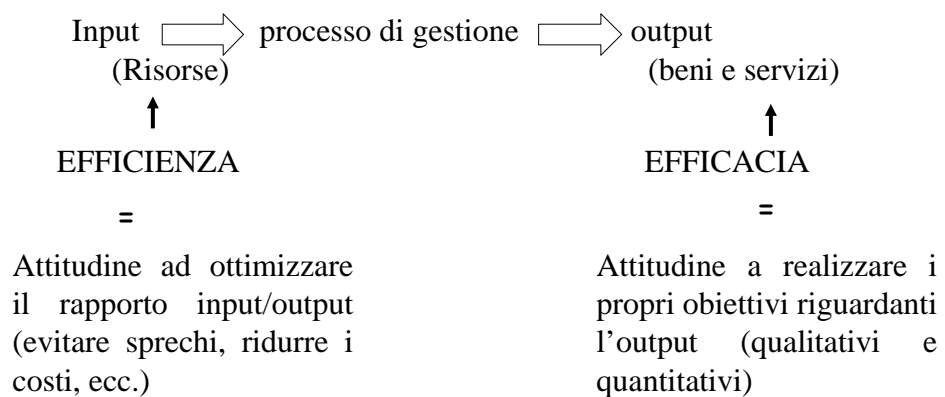 Input processo di gestione output
(Risorse) (beni e servizi)
EFFICIENZA EFFICACIA
= =
Attitudine ad ottimizzare
il rapporto input/output
(evitare sprechi, ridurre i
costi, ecc.)
Attitudine a realizzare i
propri obiettivi riguardanti
l'output (qualitativi e
quantitativi)